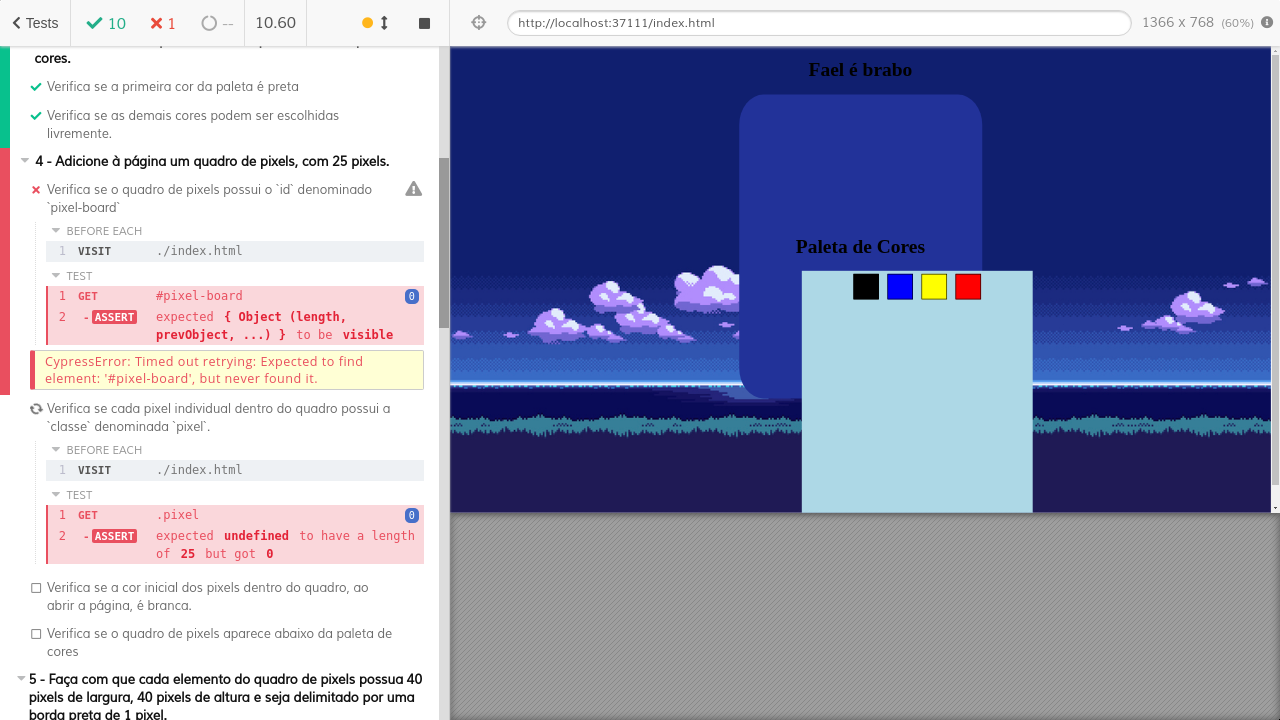 Tests
10
1
--
10.60
http://localhost:37111/index.html
1366 x 768 (60%)
cores.
Verifica se a primeira cor da paleta é preta
Verifica se as demais cores podem ser escolhidas
livremente.
4 - Adicione à página um quadro de pixels, com 25 pixels.
Verifica se o quadro de pixels possui o `id` denominado
`pixel-board`
BEFORE EACH
1 VISIT ./index.html
TEST
1 GET #pixel-board 0
2 -ASSERT expected { Object (length,
prevObject, ...) } to be visible
CypressError: Timed out retrying: Expected to find
element: '#pixel-board', but never found it.
Verifica se cada pixel individual dentro do quadro possui a
`classe` denominada `pixel`.
BEFORE EACH
1 VISIT ./index.html
TEST
1 GET .pixel 0
2 -ASSERT expected undefined to have a length
of 25 but got 0
Verifica se a cor inicial dos pixels dentro do quadro, ao
abrir a página, é branca.
Verifica se o quadro de pixels aparece abaixo da paleta de
cores
5 - Faça com que cada elemento do quadro de pixels possua 40
pixels de largura, 40 pixels de altura e seja delimitado por uma
borda preta de 1 pixel.
Fael é brabo
Paleta de Cores